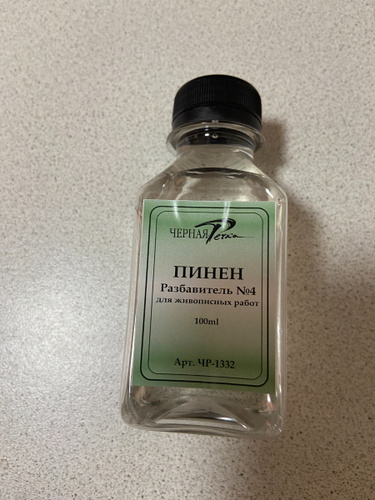 ЧЕРНАЯ Речка
ПИНЕН
Разбавитель №4
для живописных работ
100ml
Арт. ЧР-1332